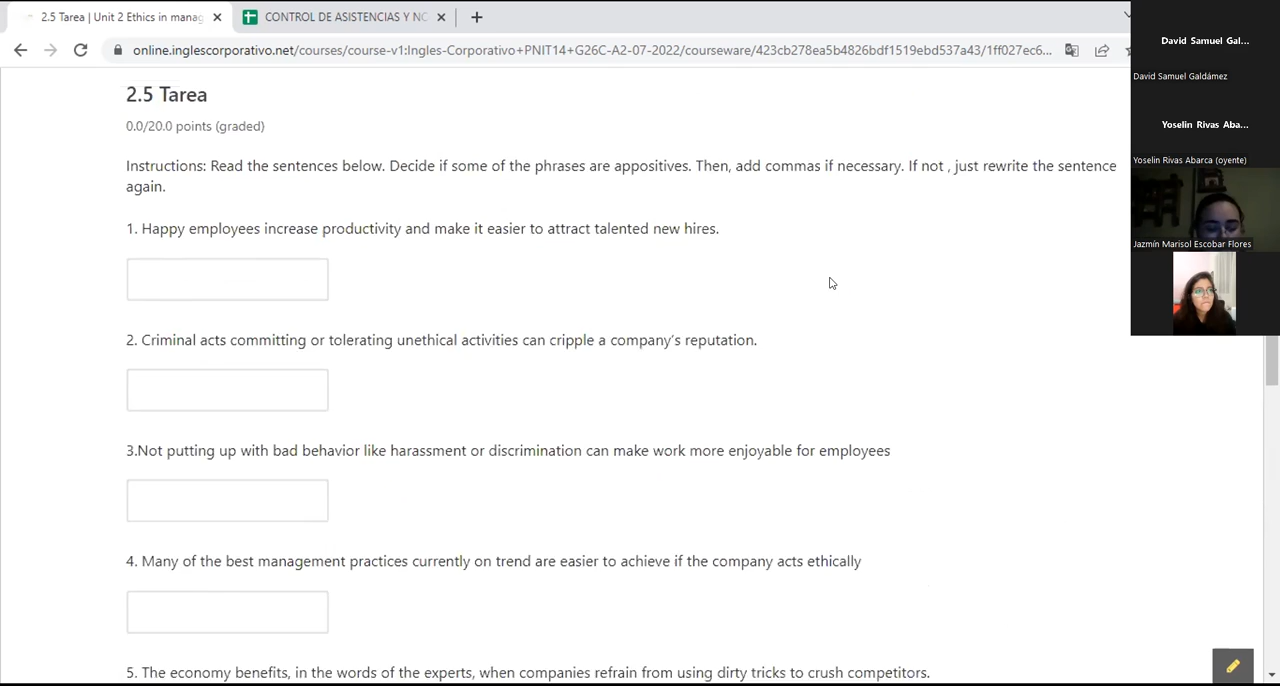 2.5 Tarea | Unit 2 Ethics in manag
CONTROL DE ASISTENCIAS Y NO
online.inglescorporativo.net/courses/course-v1:Ingles-Corporativo+PNIT14+G26C-A2-07-2022/courseware/423cb278ea5b4826bdf1519ebd537a43/1ff027ec6...
David Samuel Gal...
David Samuel Galdámez
Yoselin Rivas Aba...
Yoselin Rivas Abarca (oyente)
Jazmín Marisol Escobar Flores
2.5 Tarea
0.0/20.0 points (graded)
Instructions: Read the sentences below. Decide if some of the phrases are appositives. Then, add commas if necessary. If not , just rewrite the sentence
again.
1. Happy employees increase productivity and make it easier to attract talented new hires.
2. Criminal acts committing or tolerating unethical activities can cripple a company's reputation.
3.Not putting up with bad behavior like harassment or discrimination can make work more enjoyable for employees
4. Many of the best management practices currently on trend are easier to achieve if the company acts ethically
5. The economy benefits, in the words of the experts, when companies refrain from using dirty tricks to crush competitors.